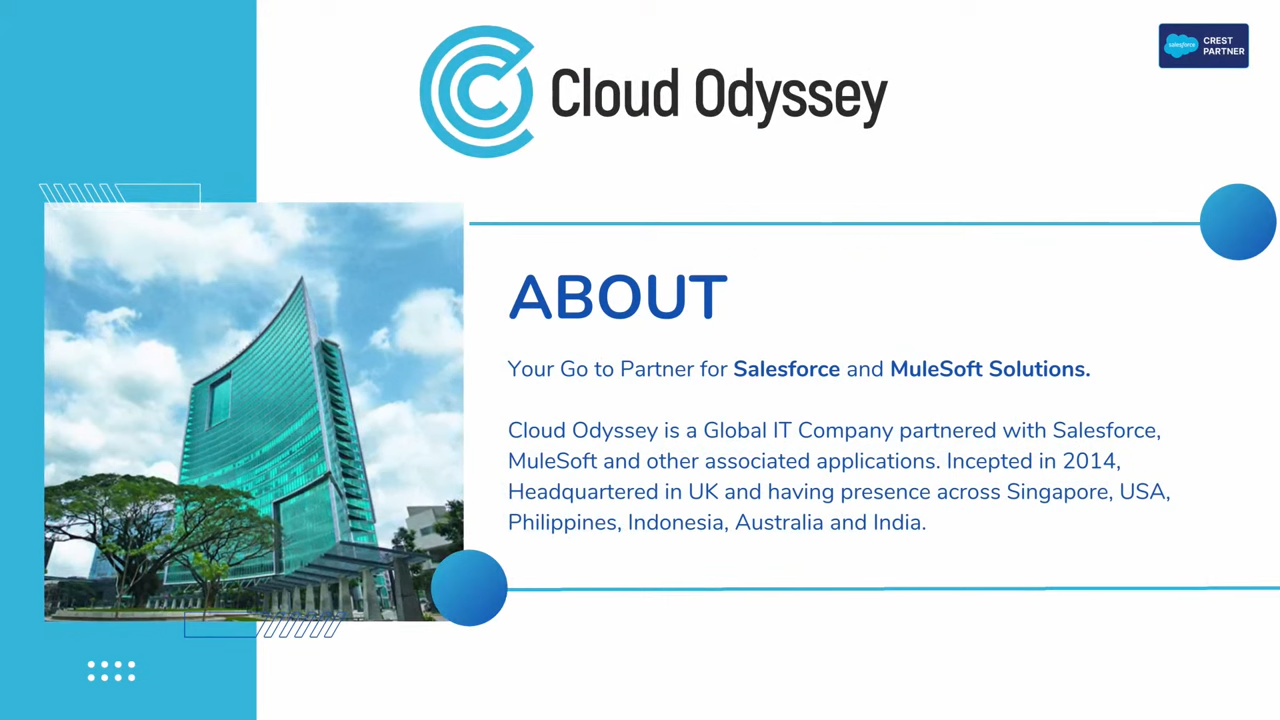 Cloud Odyssey
salesforce
CREST
PARTNER
ABOUT
Your Go to Partner for Salesforce and MuleSoft Solutions.
Cloud Odyssey is a Global IT Company partnered with Salesforce,
MuleSoft and other associated applications. Incepted in 2014,
Headquartered in UK and having presence across Singapore, USA,
Philippines, Indonesia, Australia and India.